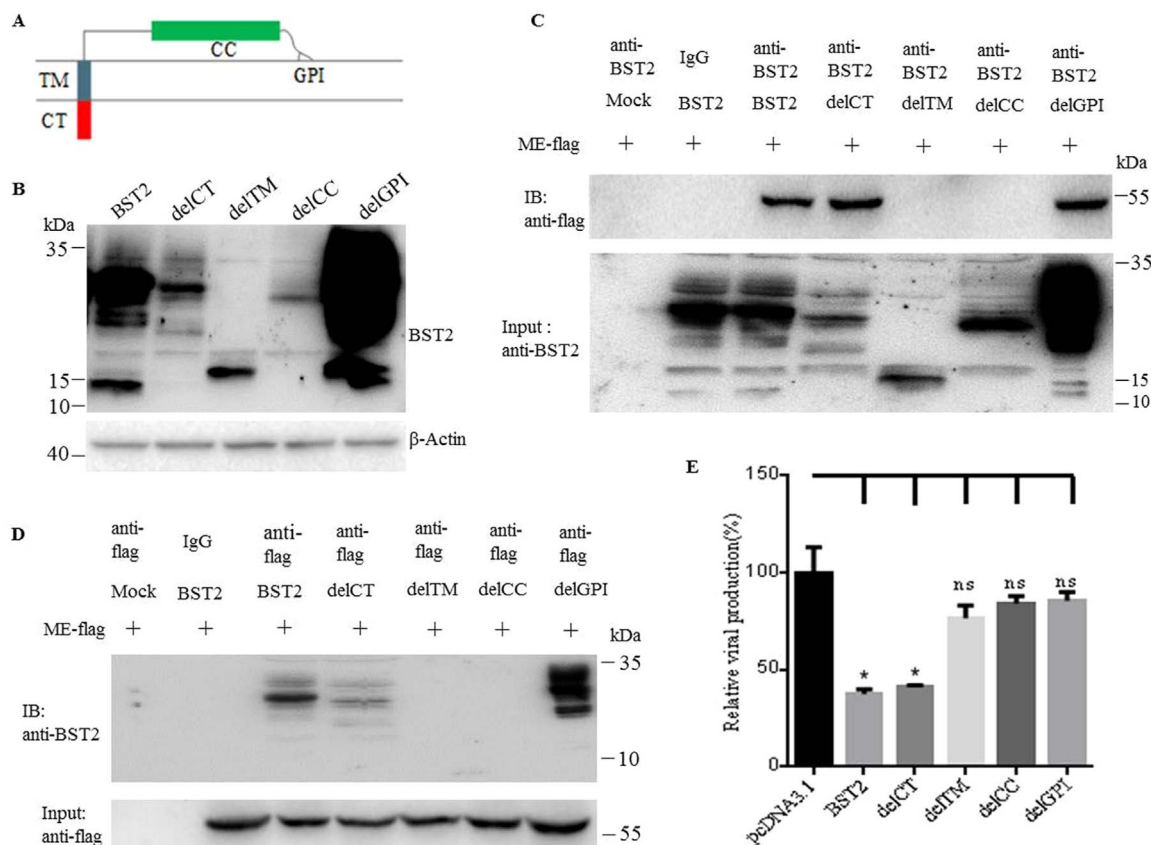 A
CC
GPI
TM
CT
B
BST2 delCT delTM delCC delGPI
kDa
35
BST2
15
10
β-Actin
40
C
anti-BST2 IgG anti-BST2 anti-BST2 anti-BST2 anti-BST2 anti-BST2
Mock BST2 BST2 delCT delTM delCC delGPI
ME-flag + + + + + + +
kDa
IB:
anti-flag
55
35
Input :
anti-BST2
15
10
D
anti-flag IgG anti-flag anti-flag anti-flag anti-flag anti-flag
Mock BST2 BST2 delCT delTM delCC delGPI
ME-flag + + + + + + +
kDa
35
IB:
anti-BST2
10
Input:
anti-flag
55
E
150
100
50
0
Relative viral production(%)
* * ns ns ns
pcDNA3.1 BST2 delCT delTM delCC delGPI